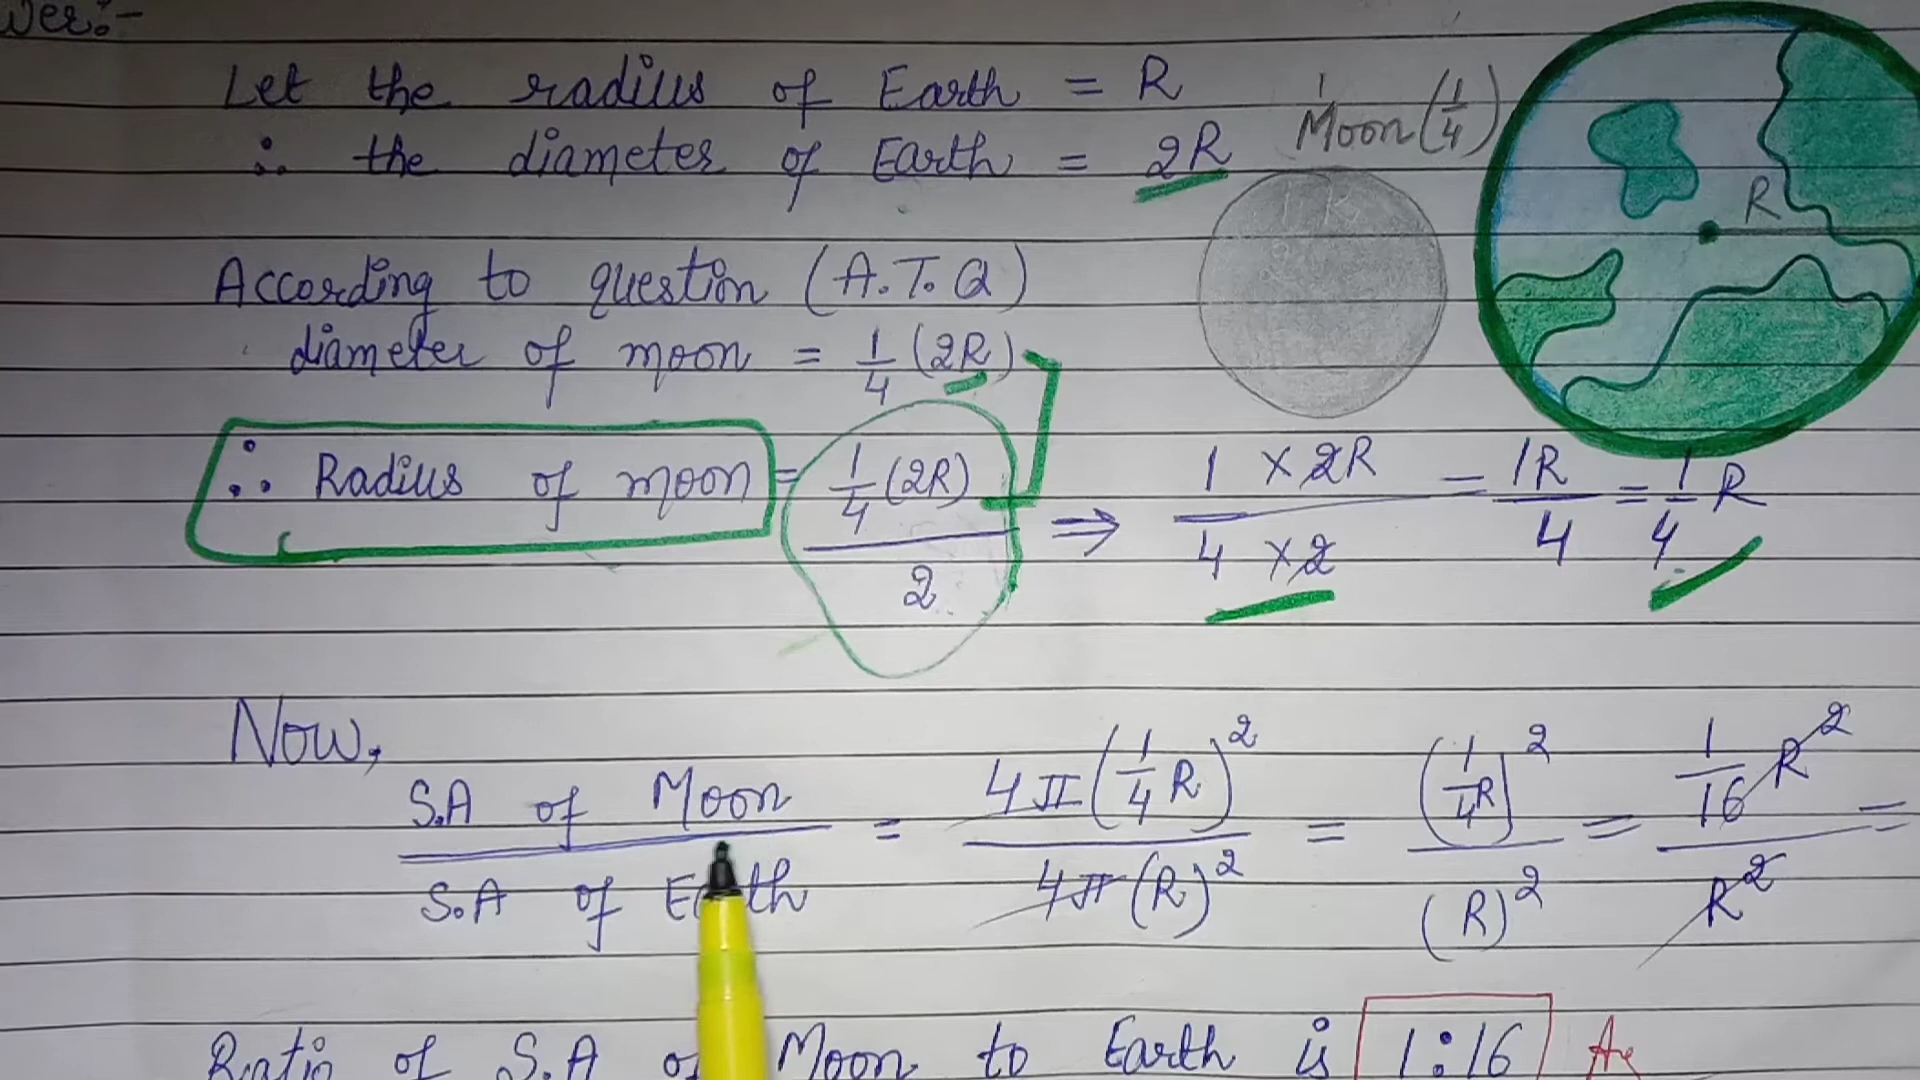 wer:-
Let the radius of Earth = R
∴ the diameter of Earth = 2R
Moon (1/4)
R
According to question (A.T.Q)
diameter of moon = 1/4 (2R)
∴ Radius of moon = 1/4 (2R) / 2 ⇒ 1 × 2R / 4 × 2 = 1R / 4 = 1/4 R
Now,
S.A of Moon / S.A of Earth = 4π(1/4 R)² / 4π(R)² = (1/4 R)² / (R)² = 1/16 R² / R² =
Ratio of S.A of Moon to Earth is 1:16